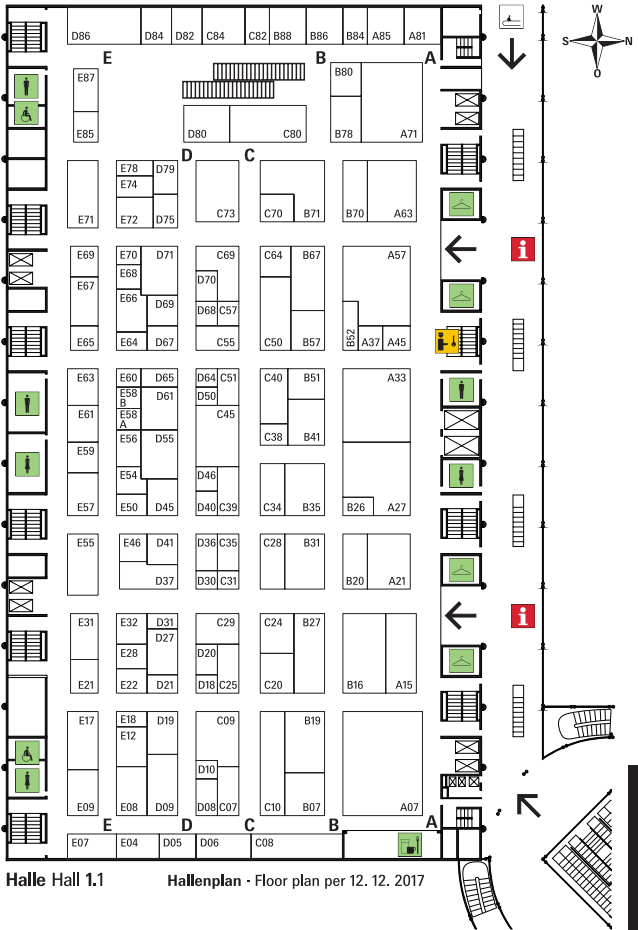 W
S N
O
D86 D84 D82 C84 C82 B88 B86 B84 A85 A81
E B A
E87 B80
E85 D80 C80 B78 A71
D C
E78 D79
E74
E71 E72 D75 C73 C70 B71 B70 A63
E69 E70 D71 C69 C64 B67 A57
E68 D70
E67
E66 D69 D68 C57
E65 E64 D67 C55 C50 B57 B52 A37 A45
i
E63 E60 D65 D64 C51 C40 B51 A33
E58 B D61 D50
E61 E58 A C45
E56 D55 C38 B41
E59
E54 D46
E57 E50 D45 D40 C39 C34 B35 B26 A27
E55 E46 D41 D36 C35 C28 B31
D37 D30 C31 B20 A21
E31 E32 D31 C29 C24 B27
D27
E28 D20
E21 E22 D21 D18 C25 C20 B16 A15
i
E17 E18 D19 C09 B19
E12
D10
E09 E08 D09 D08 C07 C10 B07 A07
E D C B A
E07 E04 D05 D06 C08
Halle Hall 1.1 Hallenplan - Floor plan per 12. 12. 2017